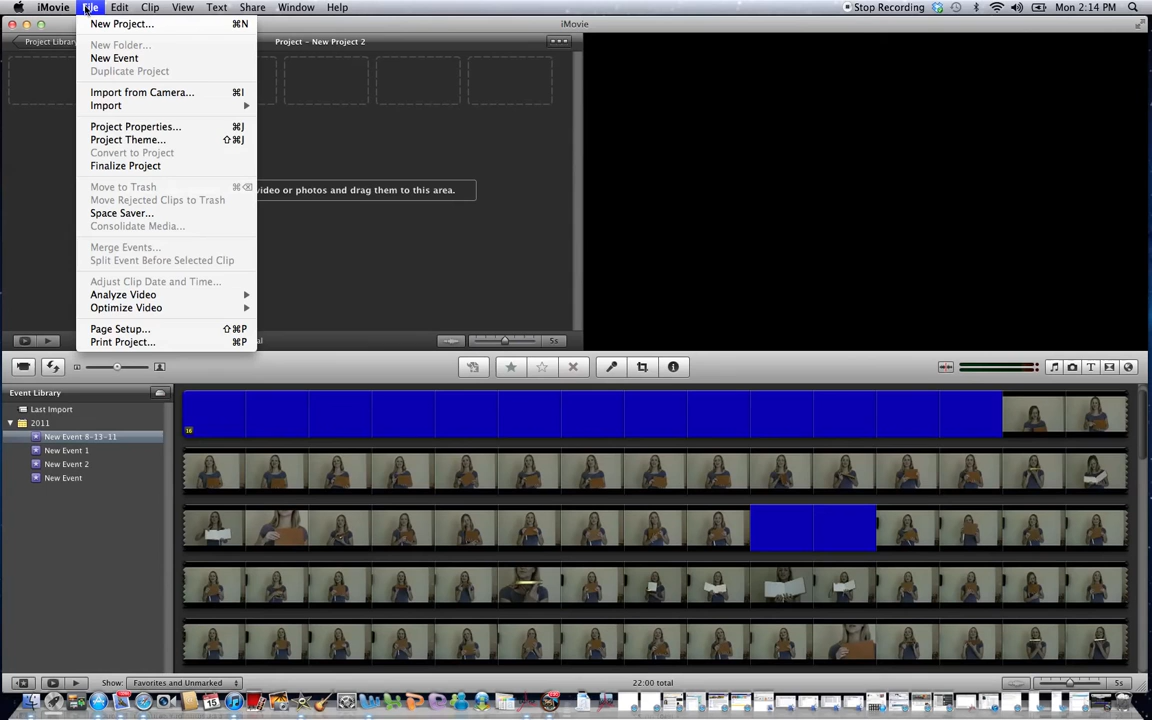 iMovie File Edit Clip View Text Share Window Help Stop Recording Mon 2:14 PM
iMovie
Project Library Project - New Project 2
New Project... ⌘N
New Folder...
New Event
Duplicate Project
Import from Camera... ⌘I
Import
Project Properties... ⌘J
Project Theme... ⇧⌘J
Convert to Project
Finalize Project
Move to Trash ⌘⌫
Move Rejected Clips to Trash
Space Saver...
Consolidate Media...
Merge Events...
Split Event Before Selected Clip
Adjust Clip Date and Time...
Analyze Video
Optimize Video
Page Setup... ⇧⌘P
Print Project... ⌘P
video or photos and drag them to this area.
al 5s
Event Library
Last Import
2011
New Event 8-13-11
New Event 1
New Event 2
New Event
Show: Favorites and Unmarked 22:00 total 5s
15